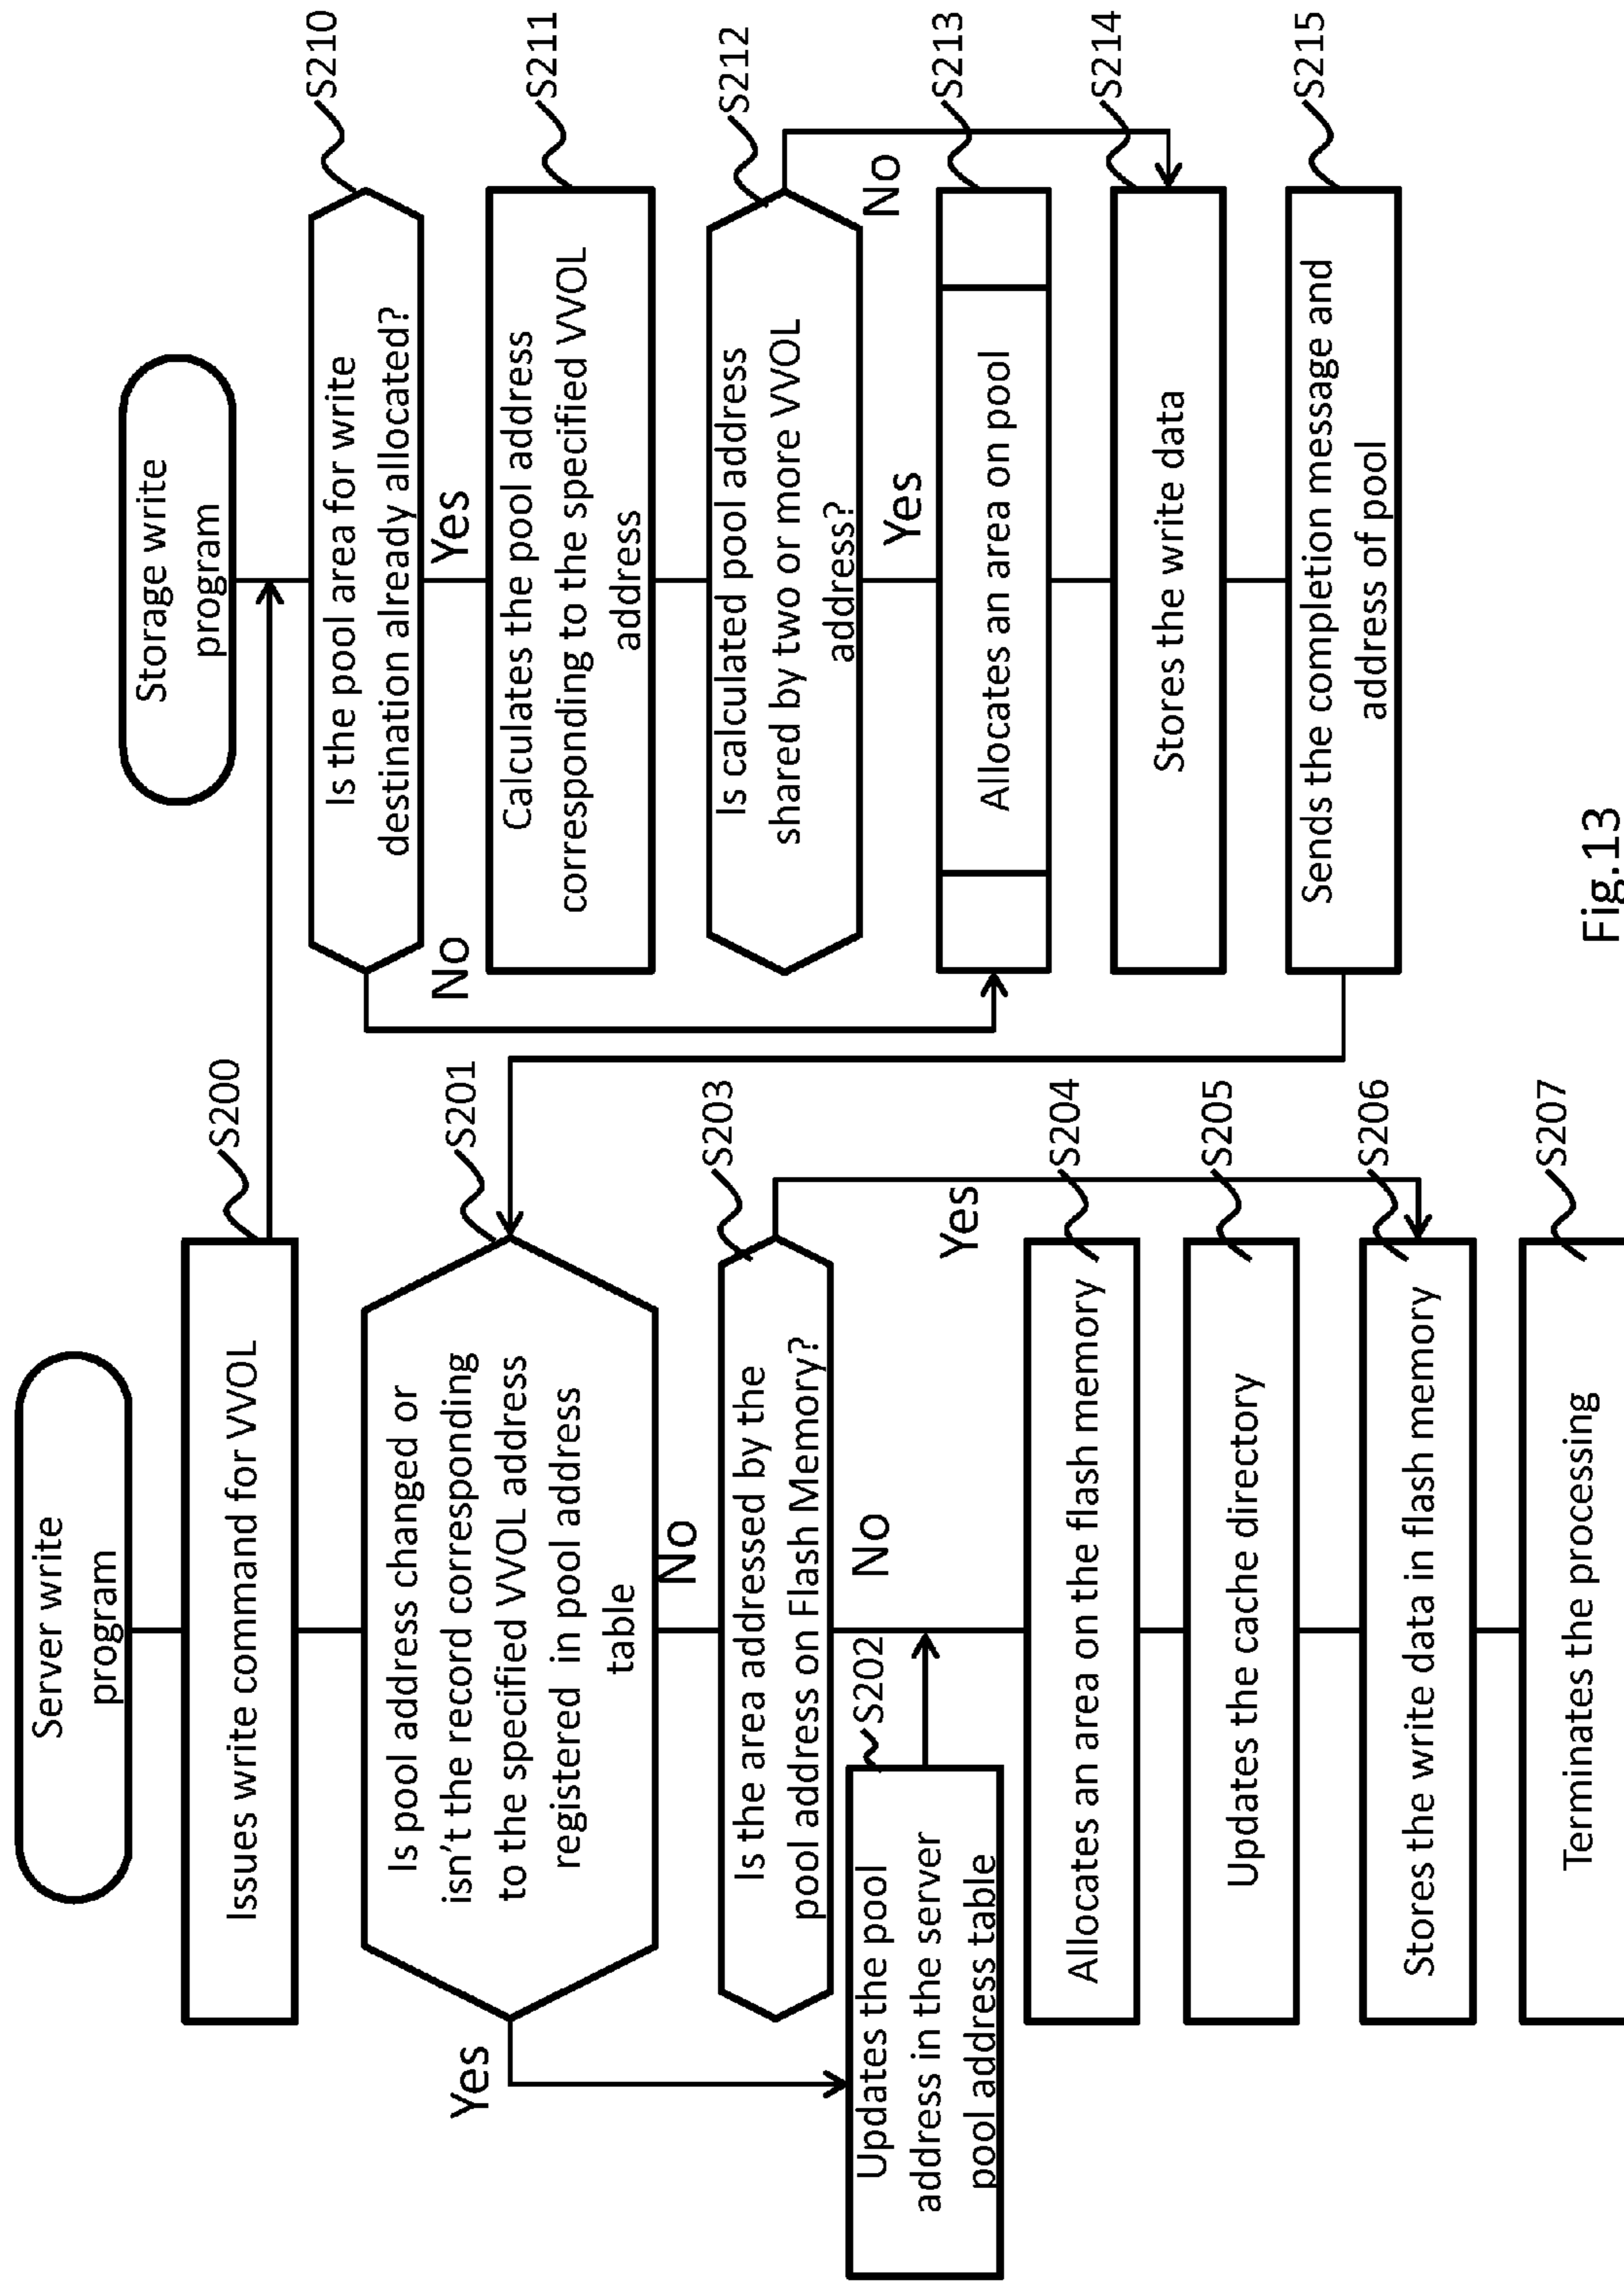 Server write
program
S200
Issues write command for VVOL
S201
Is pool address changed or
isn't the record corresponding
to the specified VVOL address
registered in pool address
table
Yes
No
S203
Is the area addressed by the
pool address on Flash Memory?
Yes
No
S202
Updates the pool
address in the server
pool address table
S204
Allocates an area on the flash memory
S205
Updates the cache directory
S206
Stores the write data in flash memory
S207
Terminates the processing
Storage write
program
S210
Is the pool area for write
destination already allocated?
No
Yes
S211
Calculates the pool address
corresponding to the specified VVOL
address
S212
Is calculated pool address
shared by two or more VVOL
address?
No
Yes
S213
Allocates an area on pool
S214
Stores the write data
S215
Sends the completion message and
address of pool
Fig.13